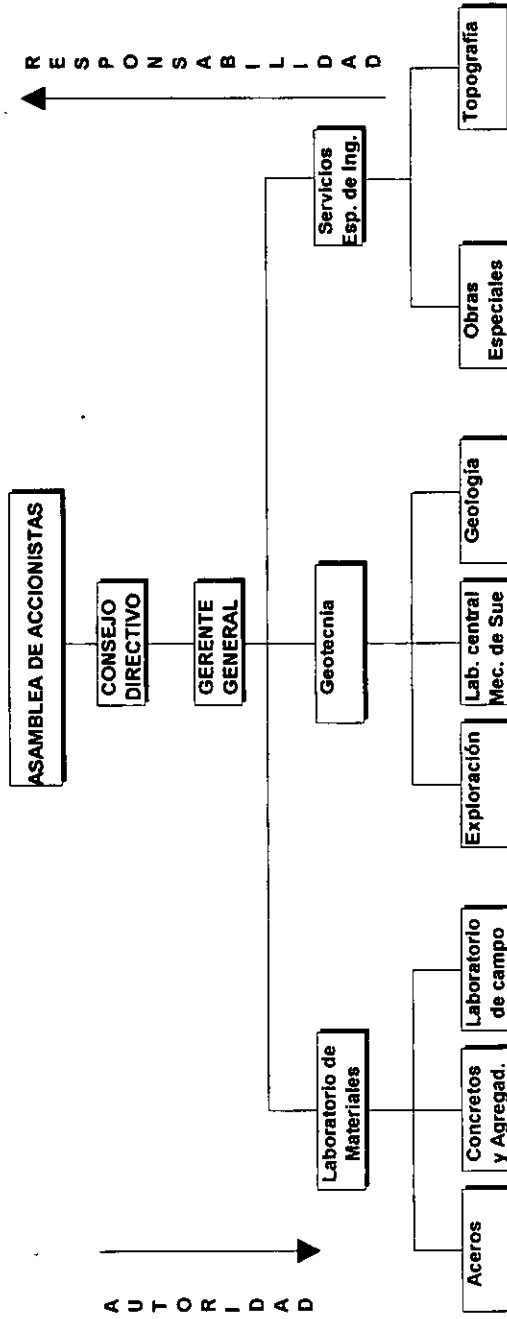 ASAMBLEA DE ACCIONISTAS
CONSEJO
DIRECTIVO
GERENTE
GENERAL
AUTORIDAD
RESPONSABILIDAD
Laboratorio de
Materiales
Geotecnia
Servicios
Esp. de Ing.
Aceros
Concretos
y Agregad.
Laboratorio
de campo
Exploración
Lab. central
Mec. de Sue
Geología
Obras
Especiales
Topografía